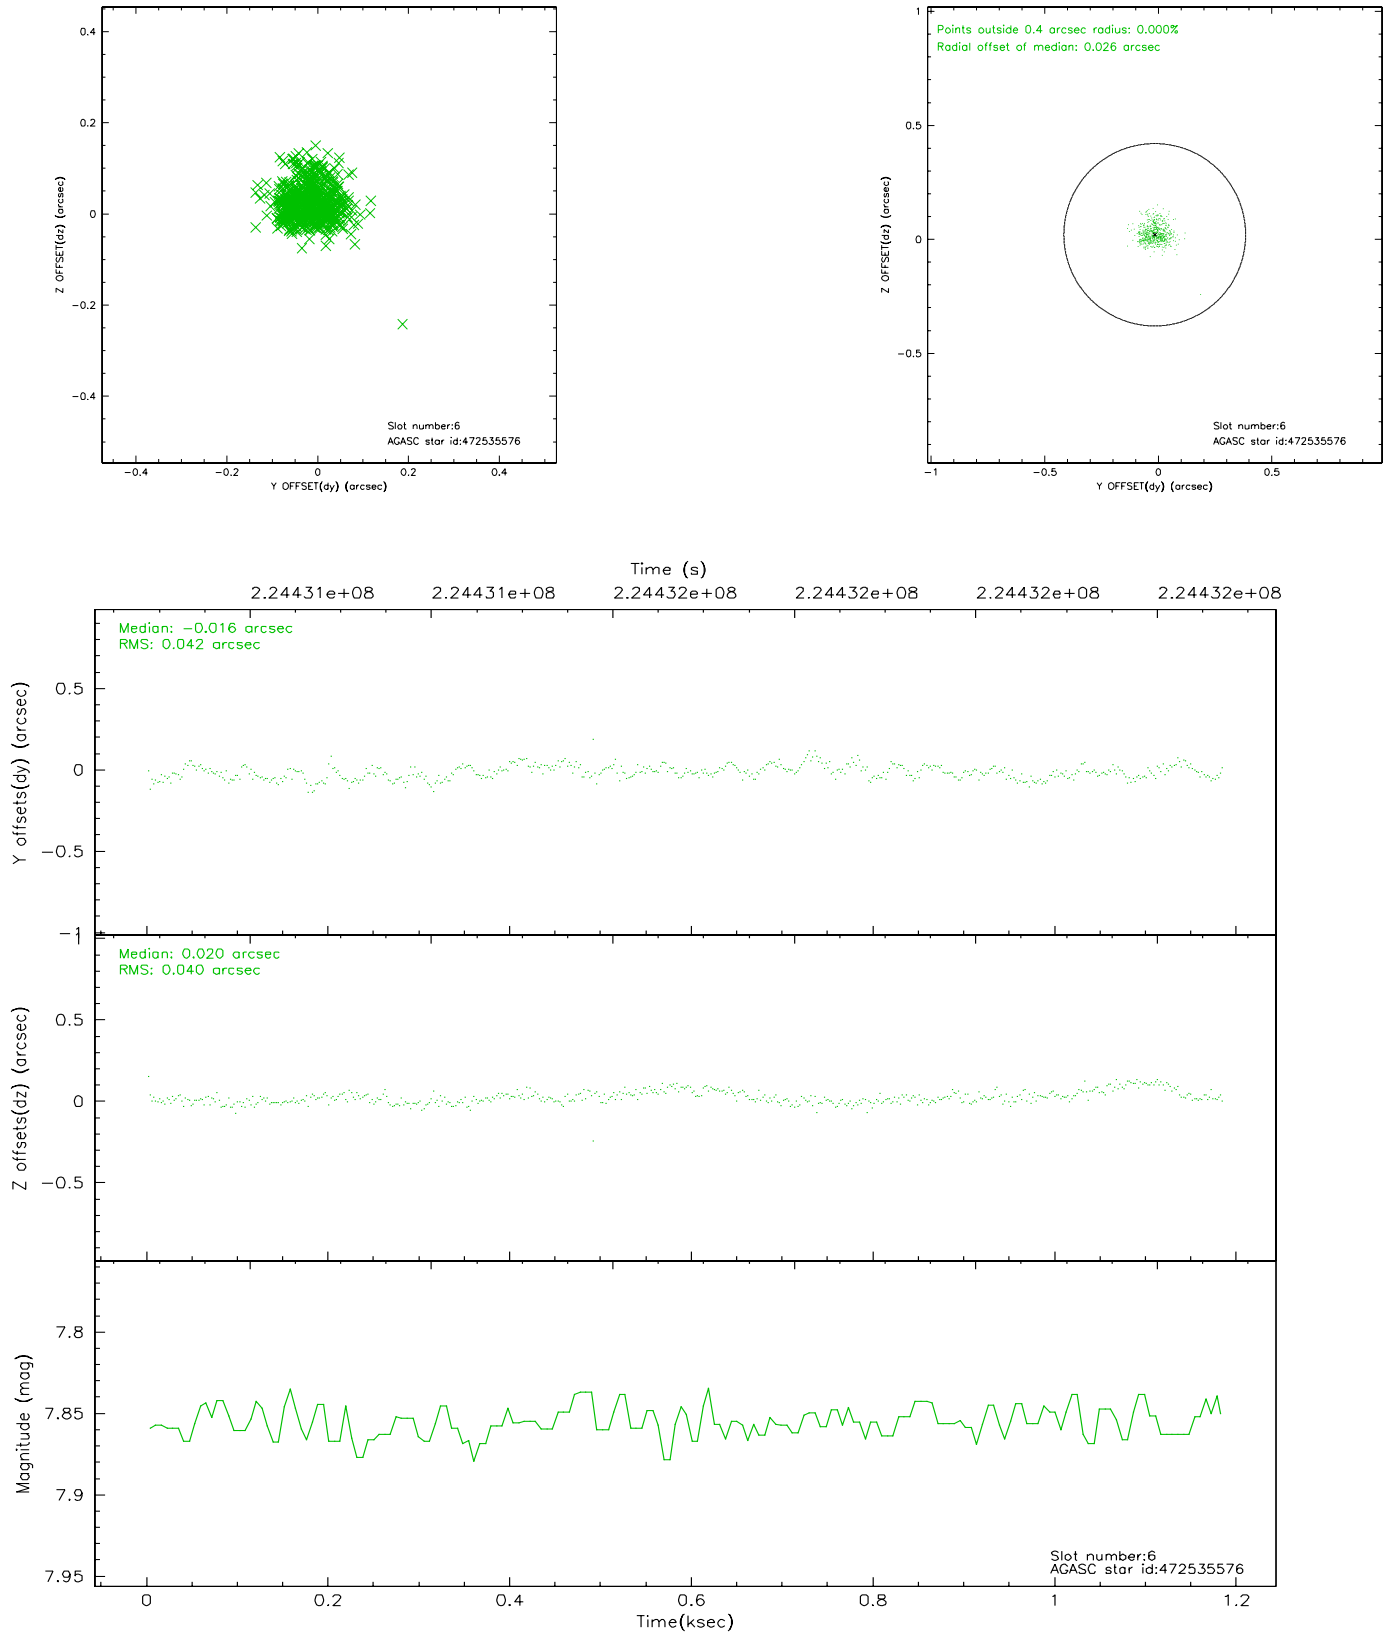 0.4
0.2
0
−0.2
−0.4
Z OFFSET(dz) (arcsec)
Slot number:6
AGASC star id:472535576
−0.4 −0.2 0 0.2 0.4
Y OFFSET(dy) (arcsec)
Points outside 0.4 arcsec radius: 0.000%
Radial offset of median: 0.026 arcsec
1
0.5
0
−0.5
Z OFFSET(dz) (arcsec)
Slot number:6
AGASC star id:472535576
−1 −0.5 0 0.5
Y OFFSET(dy) (arcsec)
Time (s)
2.24431e+08 2.24431e+08 2.24432e+08 2.24432e+08 2.24432e+08 2.24432e+08
Median: −0.016 arcsec
RMS: 0.042 arcsec
0.5
0
−0.5
−1
Y offsets(dy) (arcsec)
Median: 0.020 arcsec
RMS: 0.040 arcsec
1
0.5
0
−0.5
Z offsets(dz) (arcsec)
7.8
7.85
7.9
7.95
Magnitude (mag)
Slot number:6
AGASC star id:472535576
0 0.2 0.4 0.6 0.8 1 1.2
Time(ksec)